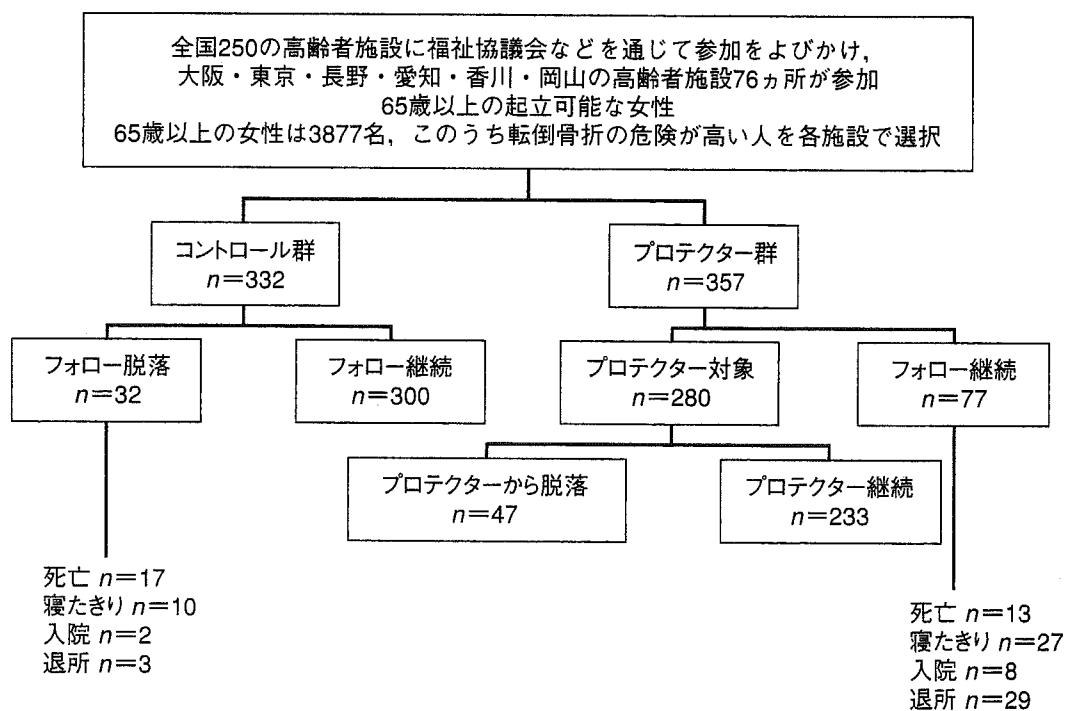 全国250の高齢者施設に福祉協議会などを通じて参加をよびかけ,
大阪・東京・長野・愛知・香川・岡山の高齢者施設76ヵ所が参加
65歳以上の起立可能な女性
65歳以上の女性は3877名, このうち転倒骨折の危険が高い人を各施設で選択
コントロール群
n=332
プロテクター群
n=357
フォロー脱落
n=32
フォロー継続
n=300
プロテクター対象
n=280
フォロー継続
n=77
プロテクターから脱落
n=47
プロテクター継続
n=233
死亡 n=17
寝たきり n=10
入院 n=2
退所 n=3
死亡 n=13
寝たきり n=27
入院 n=8
退所 n=29